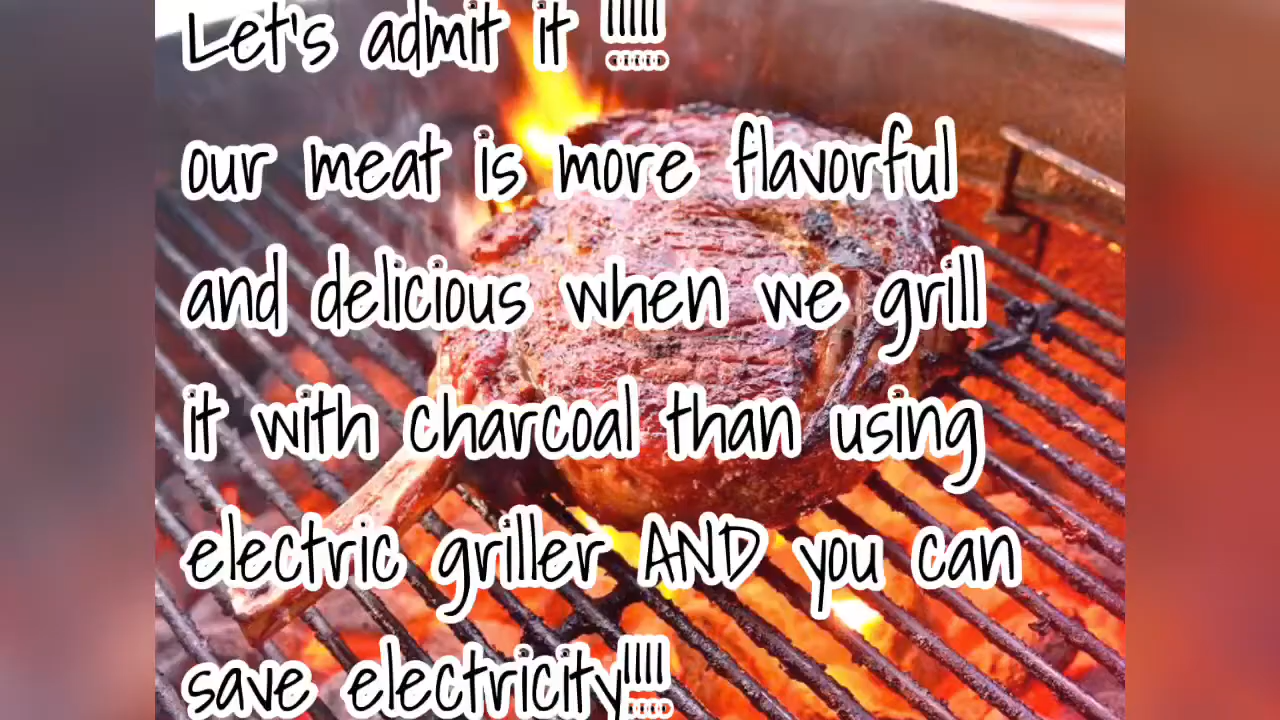 Let's admit it !!!!!
our meat is more flavorful
and delicious when we grill
it with charcoal than using
electric griller AND you can
save electricity!!!!